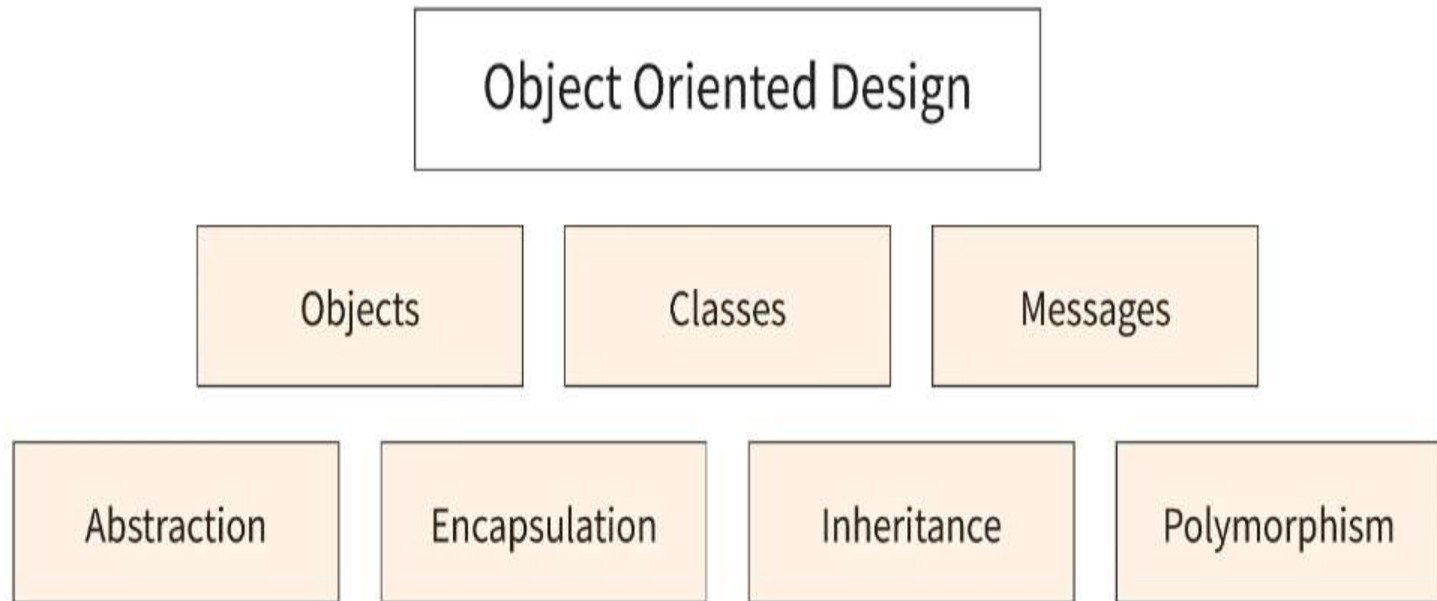 Object Oriented Design
Objects Classes Messages
Abstraction Encapsulation Inheritance Polymorphism